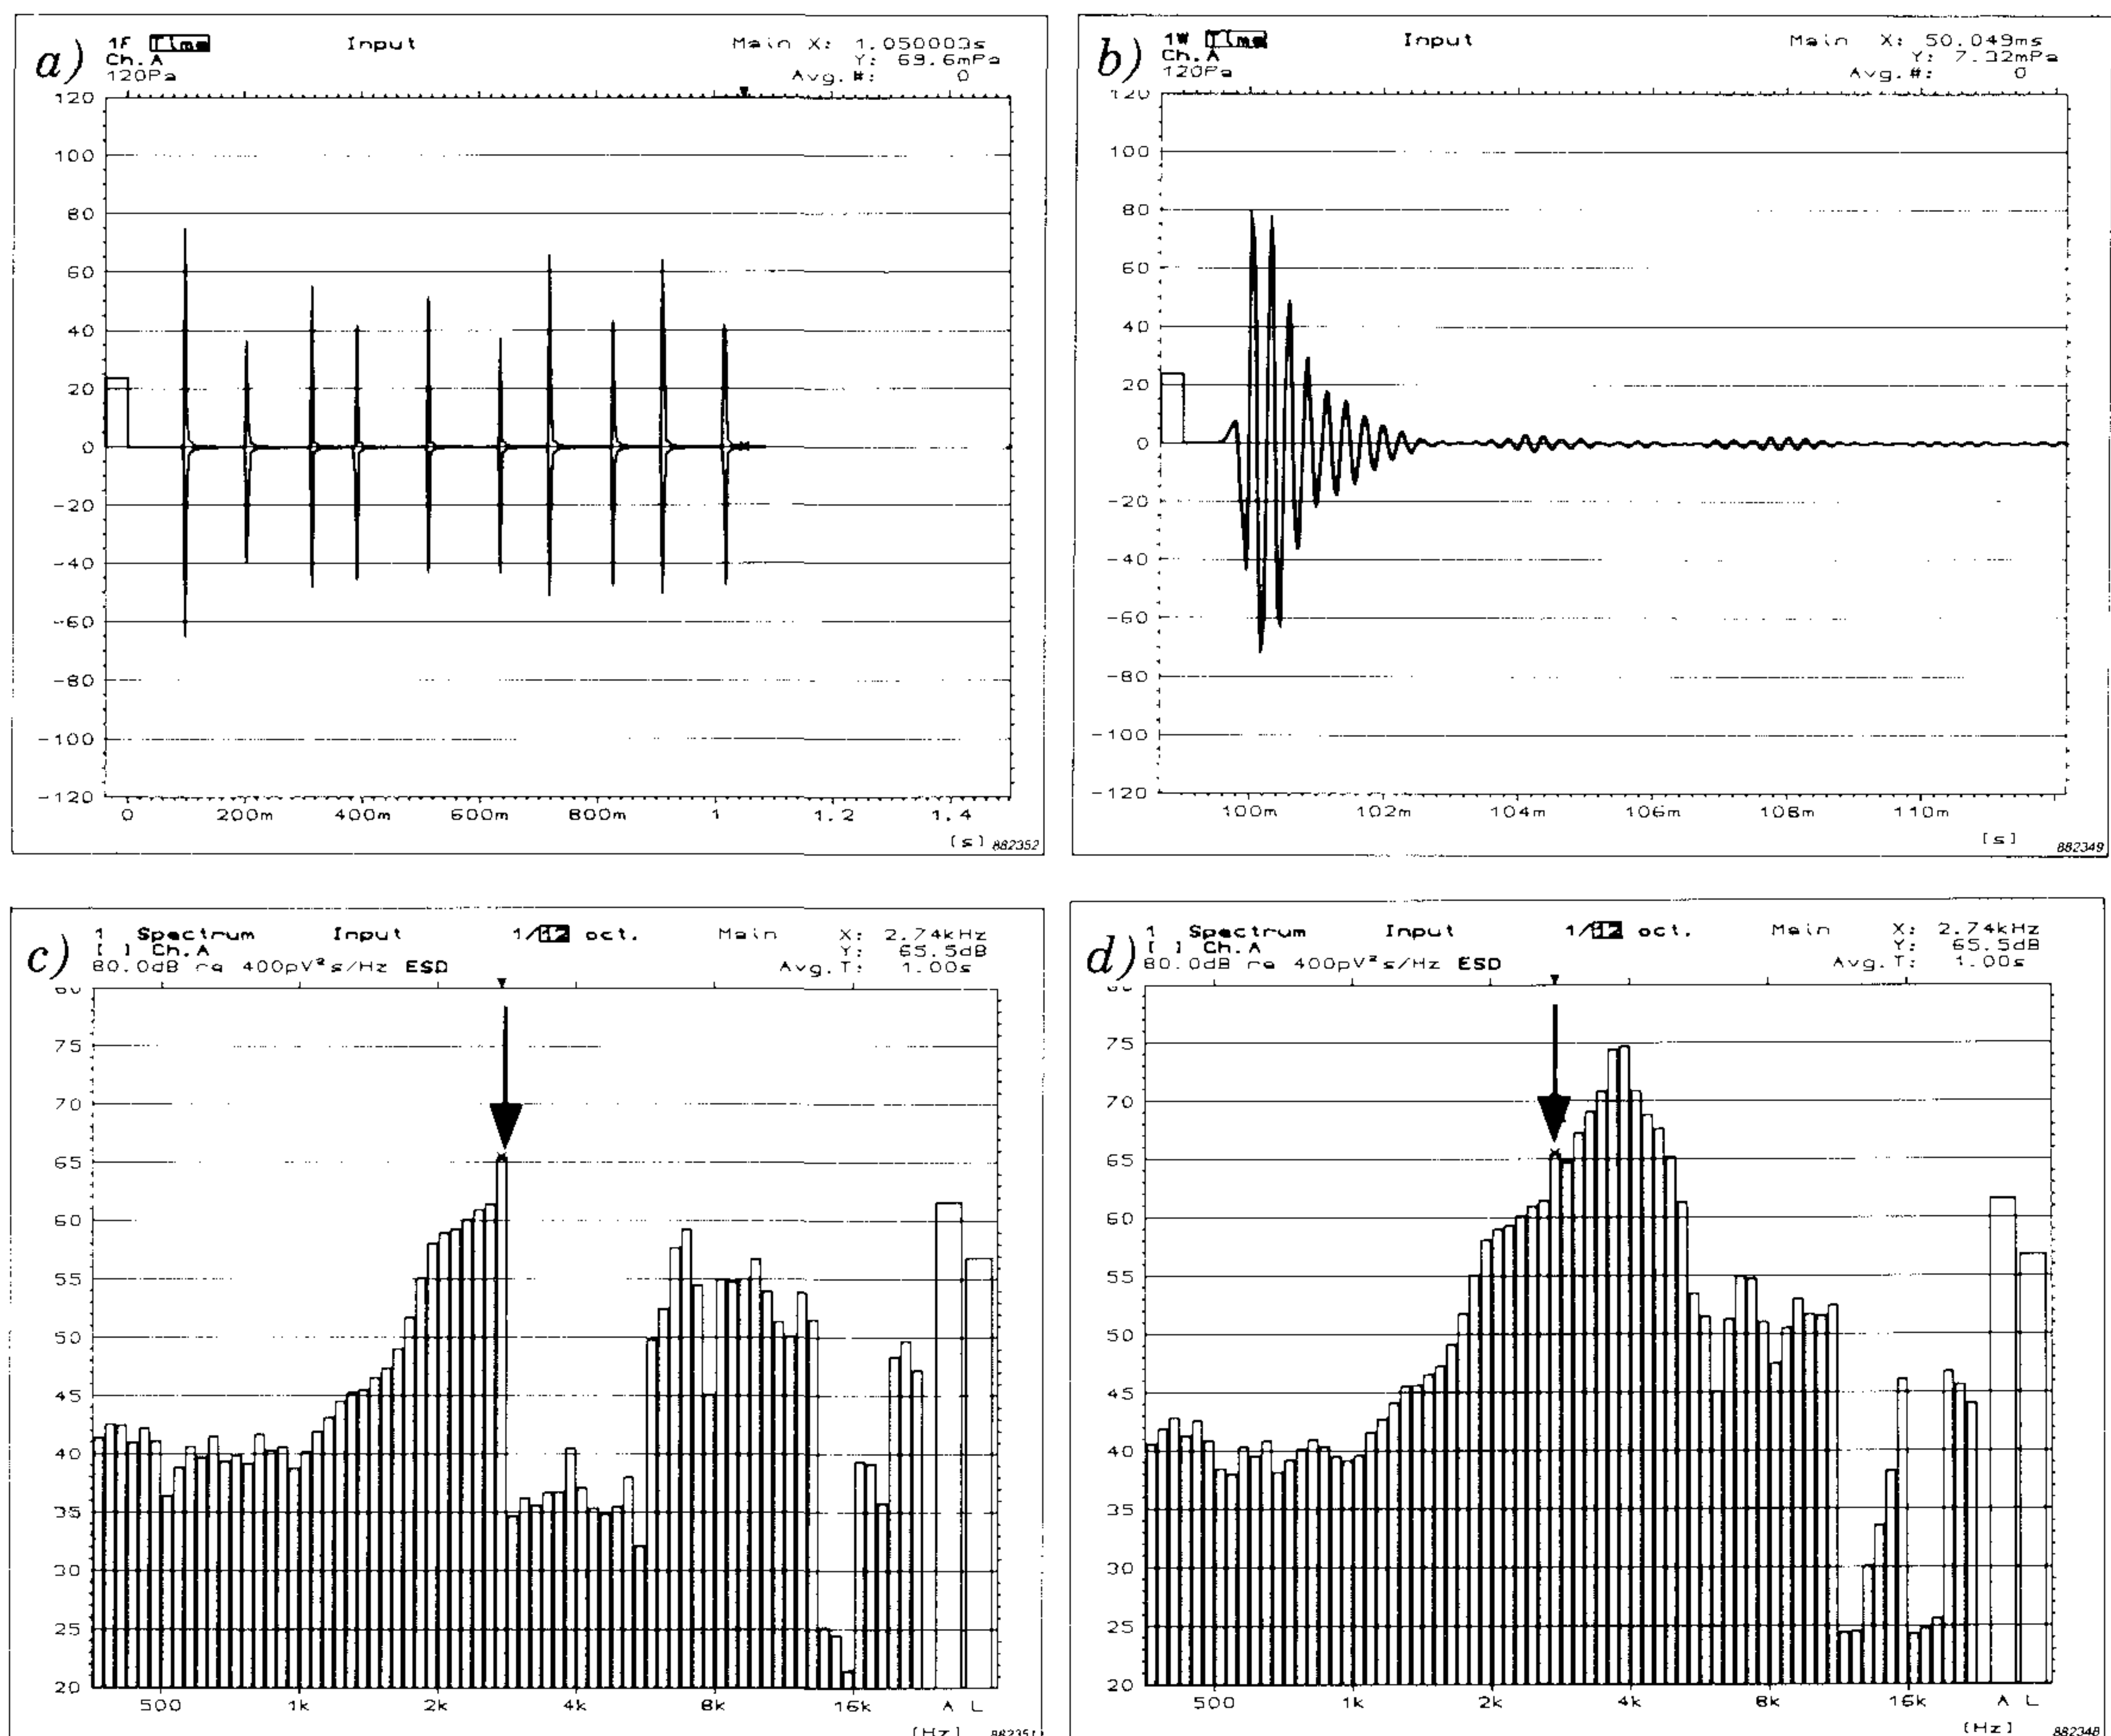 a)
1F Time Input Main X: 1.050003s
Ch.A Y: 69.6mPa
120Pa Avg.#: 0
120
100
80
60
40
20
0
-20
-40
-60
-80
-100
-120
0 200m 400m 600m 800m 1 1.2 1.4
[s] 882352
b)
1W Time Input Main X: 50.049ms
Ch.A Y: 7.32mPa
120Pa Avg.#: 0
120
100
80
60
40
20
0
-20
-40
-60
-80
-100
-120
100m 102m 104m 106m 108m 110m
[s] 882349
c)
1 Spectrum Input 1/12 oct. Main X: 2.74kHz
[ ] Ch.A Y: 65.5dB
80.0dB re 400pV²s/Hz ESD Avg.T: 1.00s
80
75
70
65
60
55
50
45
40
35
30
25
20
500 1k 2k 4k 8k 16k A L
[Hz] 882351
d)
1 Spectrum Input 1/12 oct. Main X: 2.74kHz
[ ] Ch.A Y: 65.5dB
80.0dB re 400pV²s/Hz ESD Avg.T: 1.00s
75
70
65
60
55
50
45
40
35
30
25
20
500 1k 2k 4k 8k 16k A L
[Hz] 882348